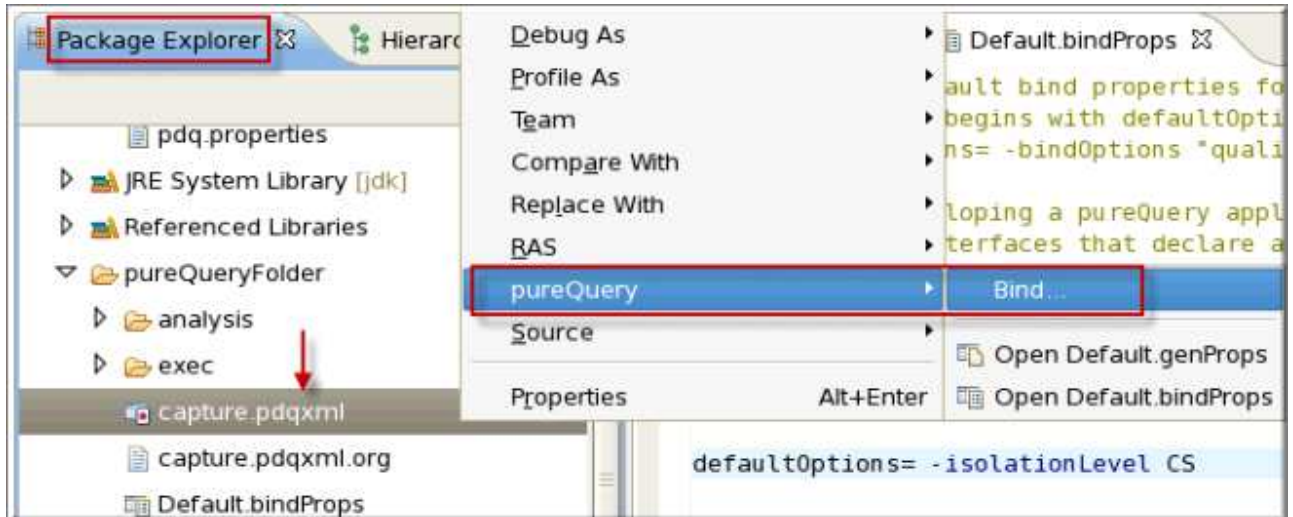 Package Explorer
Hierarc
pdq.properties
JRE System Library [jdk]
Referenced Libraries
pureQueryFolder
analysis
exec
capture.pdqxml
capture.pdqxml.org
Default.bindProps
Debug As
Profile As
Team
Compare With
Replace With
RAS
pureQuery
Source
Properties Alt+Enter
Bind...
Open Default.genProps
Open Default.bindProps
Default.bindProps
ault bind properties fo
begins with defaultOpti
ns= -bindOptions "quali
loping a pureQuery appl
terfaces that declare a
defaultOptions= -isolationLevel CS